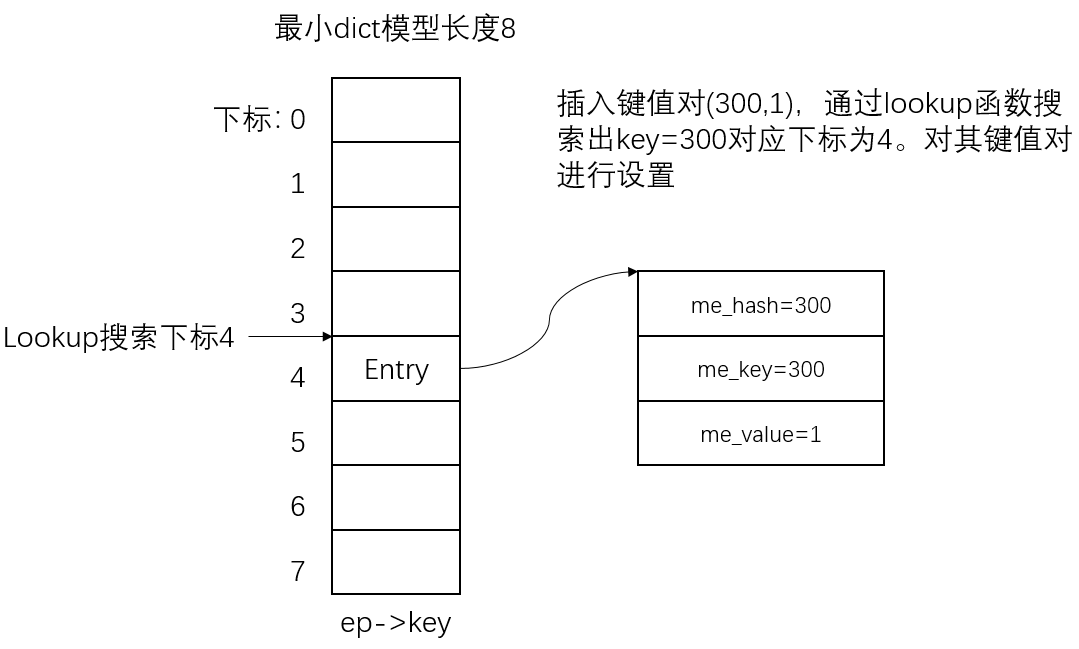 最小dict模型长度8
下标: 0
插入键值对(300,1)，通过lookup函数搜
索出key=300对应下标为4。对其键值对
进行设置
1
2
3
Lookup搜索下标4
4
Entry
5
6
7
me_hash=300
me_key=300
me_value=1
ep->key